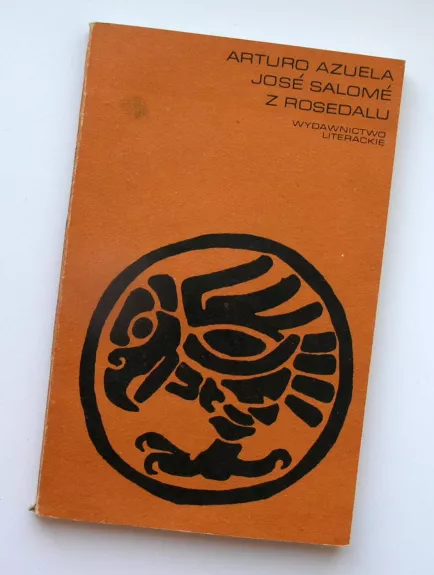 ARTURO AZUELA
JOSÉ SALOMÉ
Z ROSEDALU
WYDAWNICTWO
LITERACKIE